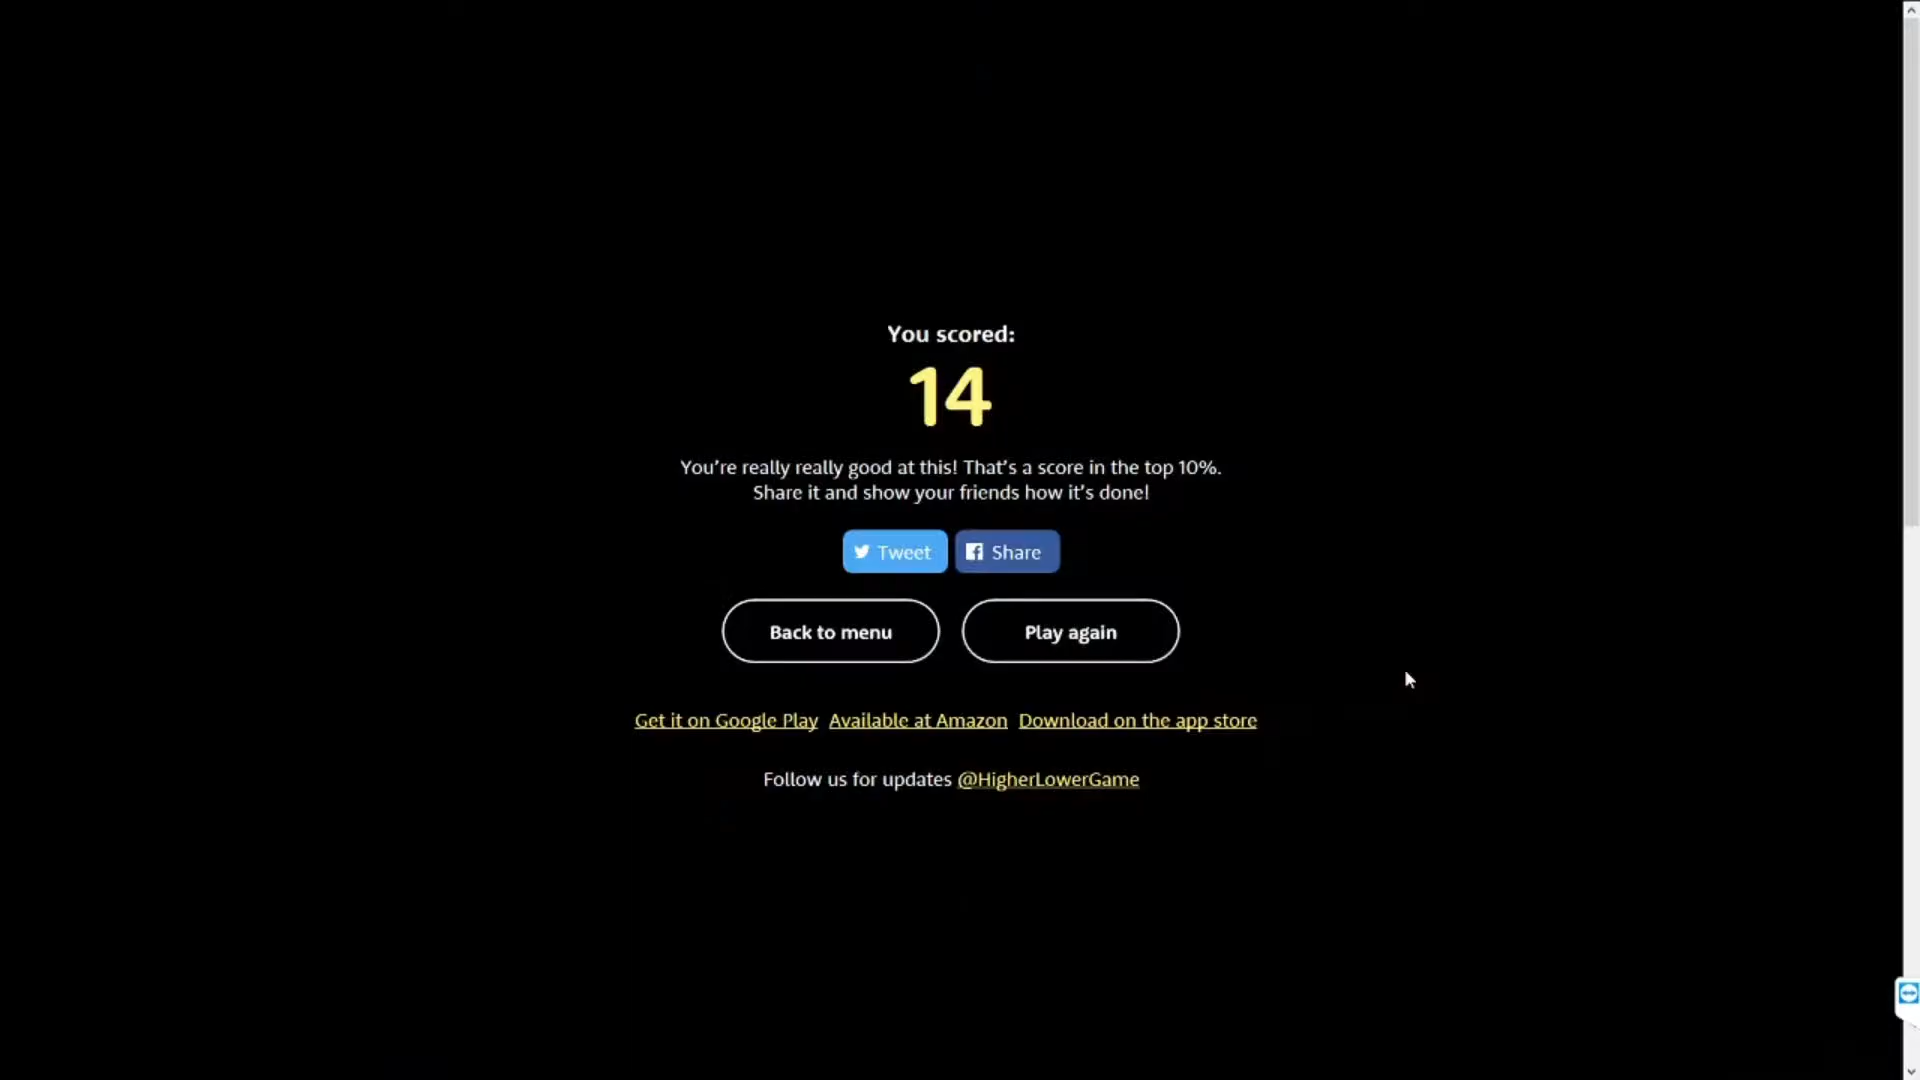 You scored:
14
You’re really really good at this! That’s a score in the top 10%.
Share it and show your friends how it’s done!
Tweet Share
Back to menu Play again
Get it on Google Play Available at Amazon Download on the app store
Follow us for updates @HigherLowerGame